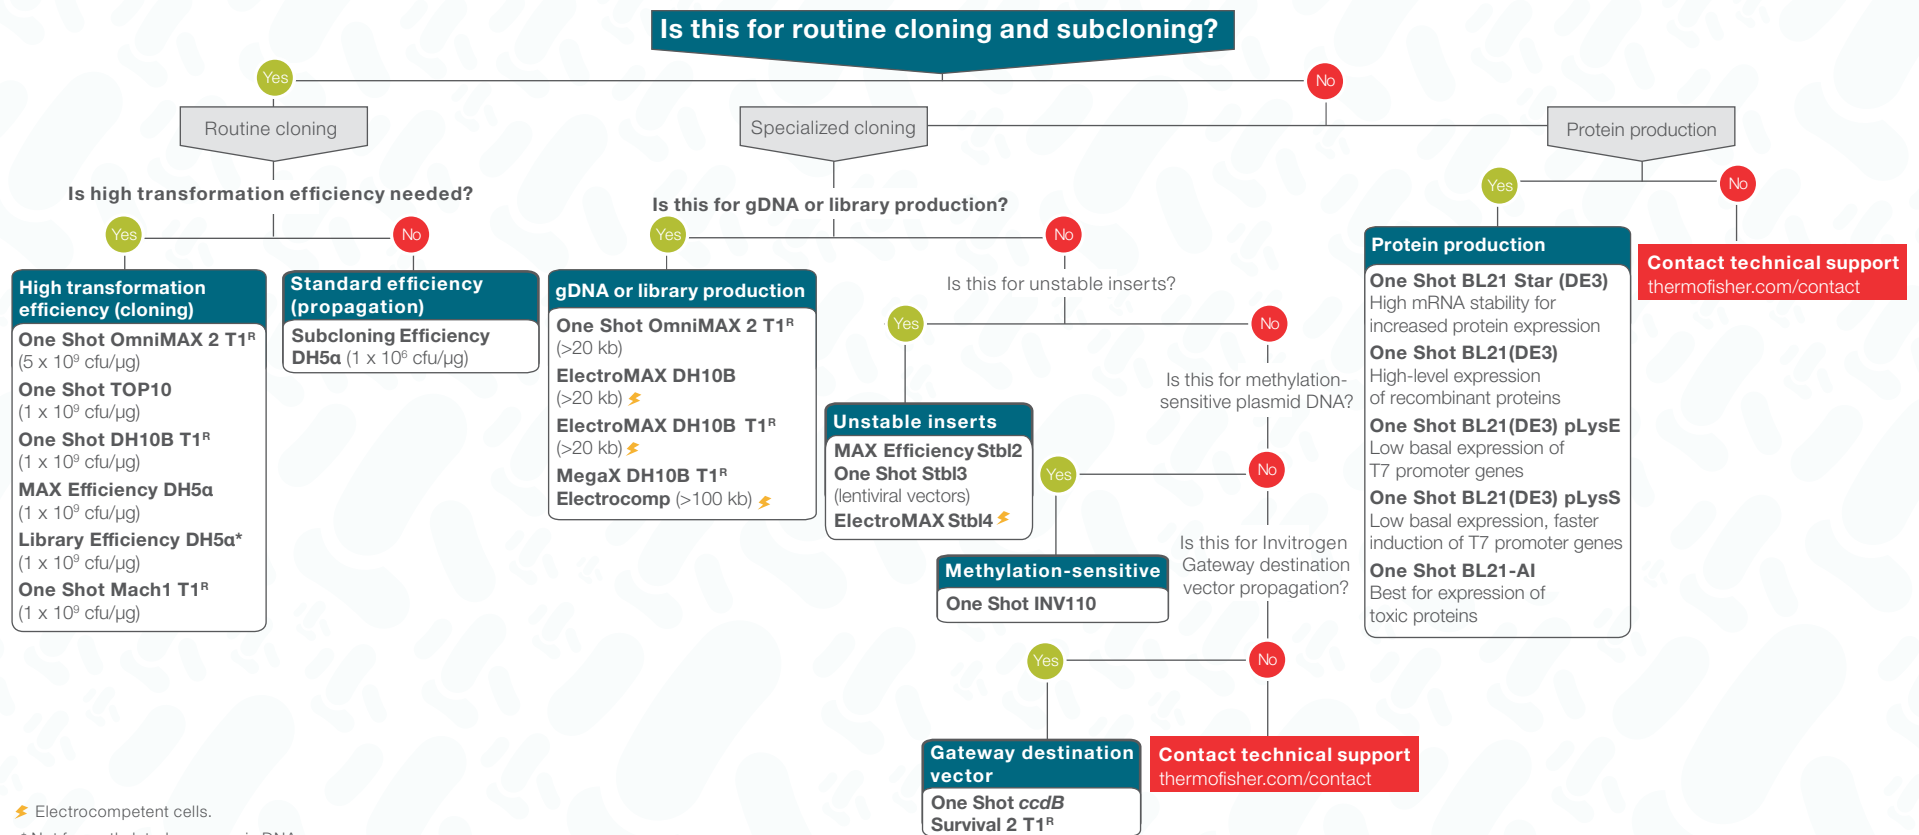 Is this for routine cloning and subcloning?
Yes
No
Routine cloning
Specialized cloning
Protein production
Is high transformation efficiency needed?
Yes
No
High transformation
efficiency (cloning)
One Shot OmniMAX 2 T1ᴿ
(5 x 10⁹ cfu/µg)
One Shot TOP10
(1 x 10⁹ cfu/µg)
One Shot DH10B T1ᴿ
(1 x 10⁹ cfu/µg)
MAX Efficiency DH5α
(1 x 10⁹ cfu/µg)
Library Efficiency DH5α*
(1 x 10⁹ cfu/µg)
One Shot Mach1 T1ᴿ
(1 x 10⁹ cfu/µg)
Standard efficiency
(propagation)
Subcloning Efficiency
DH5α (1 x 10⁶ cfu/µg)
Is this for gDNA or library production?
Yes
No
gDNA or library production
One Shot OmniMAX 2 T1ᴿ
(>20 kb)
ElectroMAX DH10B
(>20 kb)
ElectroMAX DH10B T1ᴿ
(>20 kb)
MegaX DH10B T1ᴿ
Electrocomp (>100 kb)
Is this for unstable inserts?
Yes
No
Unstable inserts
MAX Efficiency Stbl2
One Shot Stbl3
(lentiviral vectors)
ElectroMAX Stbl4
Is this for methylation-
sensitive plasmid DNA?
Yes
No
Methylation-sensitive
One Shot INV110
Is this for Invitrogen
Gateway destination
vector propagation?
Yes
No
Gateway destination
vector
One Shot ccdB
Survival 2 T1ᴿ
Contact technical support
thermofisher.com/contact
Yes
No
Protein production
One Shot BL21 Star (DE3)
High mRNA stability for
increased protein expression
One Shot BL21(DE3)
High-level expression
of recombinant proteins
One Shot BL21(DE3) pLysE
Low basal expression of
T7 promoter genes
One Shot BL21(DE3) pLysS
Low basal expression, faster
induction of T7 promoter genes
One Shot BL21-AI
Best for expression of
toxic proteins
Contact technical support
thermofisher.com/contact
Electrocompetent cells.